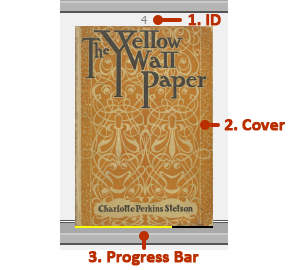 4
1. ID
The Yellow
Wall
Paper
2. Cover
Charlotte Perkins Stetson
3. Progress Bar